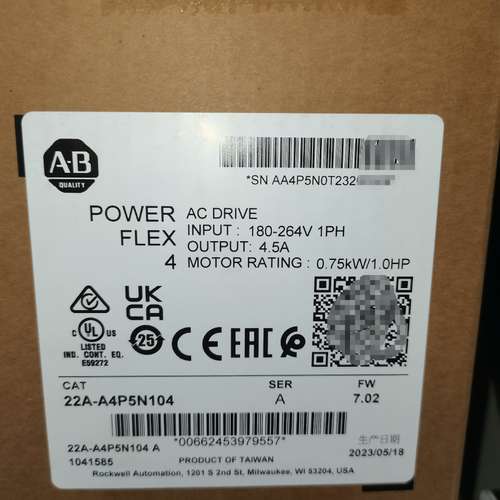 A-B
QUALITY
*SN AA4P5N0T232
POWER FLEX 4
AC DRIVE
INPUT : 180-264V 1PH
OUTPUT: 4.5A
MOTOR RATING : 0.75kW/1.0HP
UK
CA
C UL US
LISTED
IND. CONT. EQ.
E59272
25
CE
EAC
CAT
SER
FW
22A-A4P5N104
A
7.02
*00662453979557*
生产日期
22A-A4P5N104 A
2023/05/18
1041585
PRODUCT OF TAIWAN
Rockwell Automation, 1201 S 2nd St, Milwaukee, WI 53204, USA